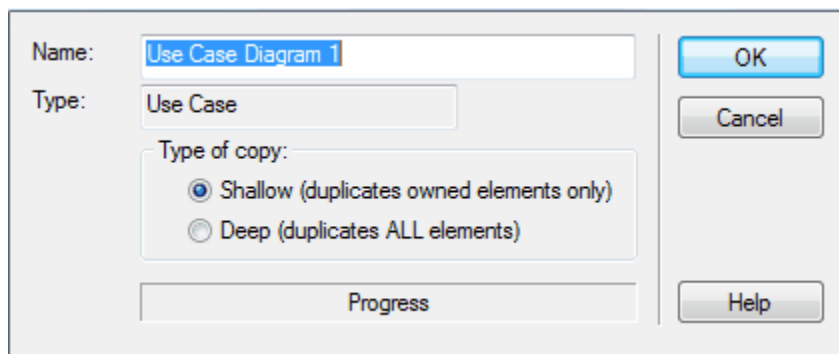 Name:
Use Case Diagram 1
OK
Type:
Use Case
Cancel
Type of copy:
Shallow (duplicates owned elements only)
Deep (duplicates ALL elements)
Progress
Help